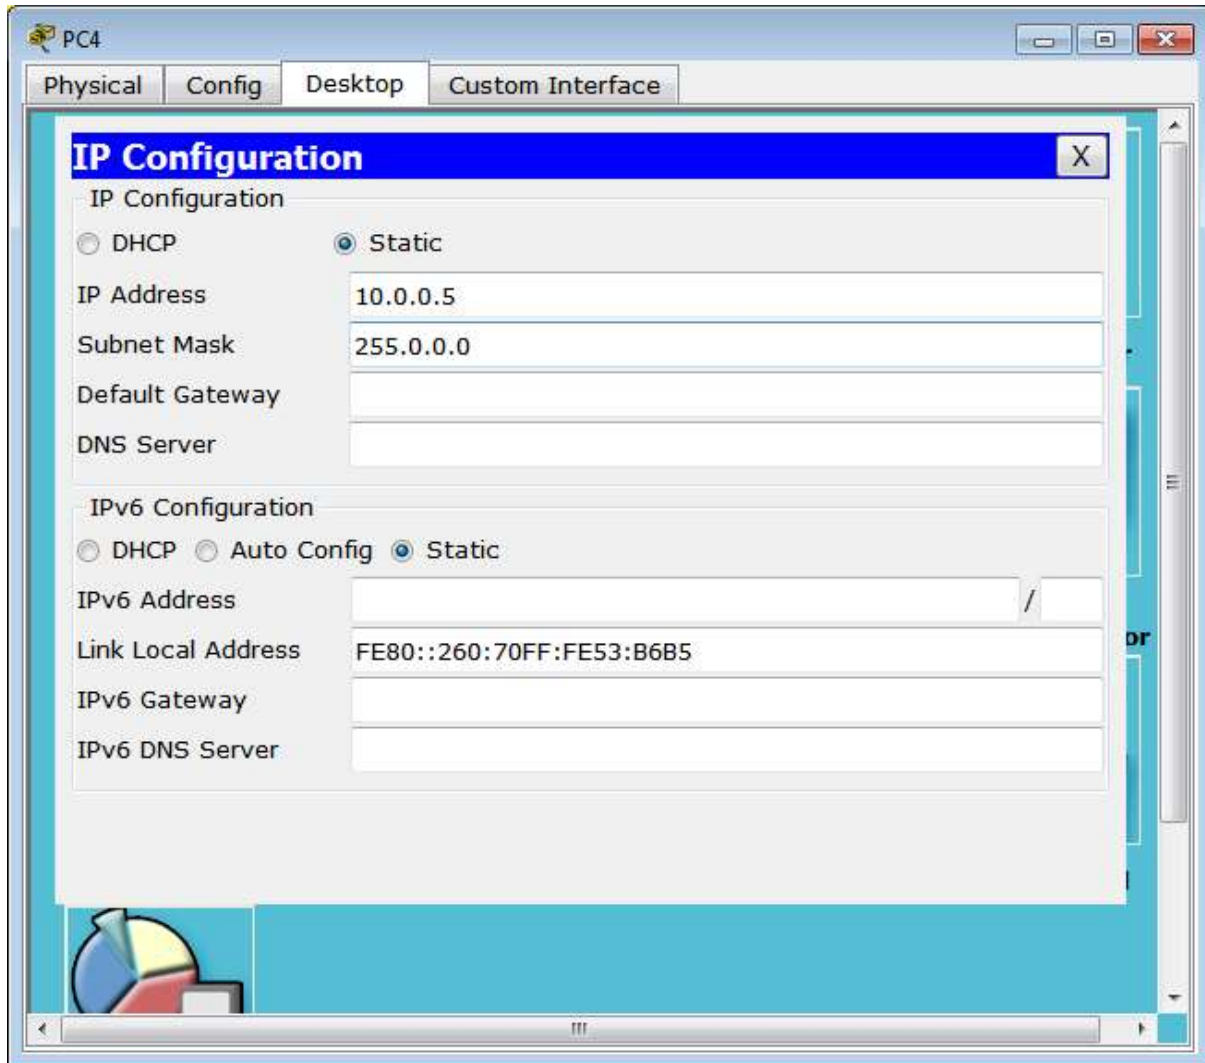 PC4
Physical Config Desktop Custom Interface
IP Configuration X
IP Configuration
DHCP Static
IP Address 10.0.0.5
Subnet Mask 255.0.0.0
Default Gateway
DNS Server
IPv6 Configuration
DHCP Auto Config Static
IPv6 Address /
Link Local Address FE80::260:70FF:FE53:B6B5
IPv6 Gateway
IPv6 DNS Server
or